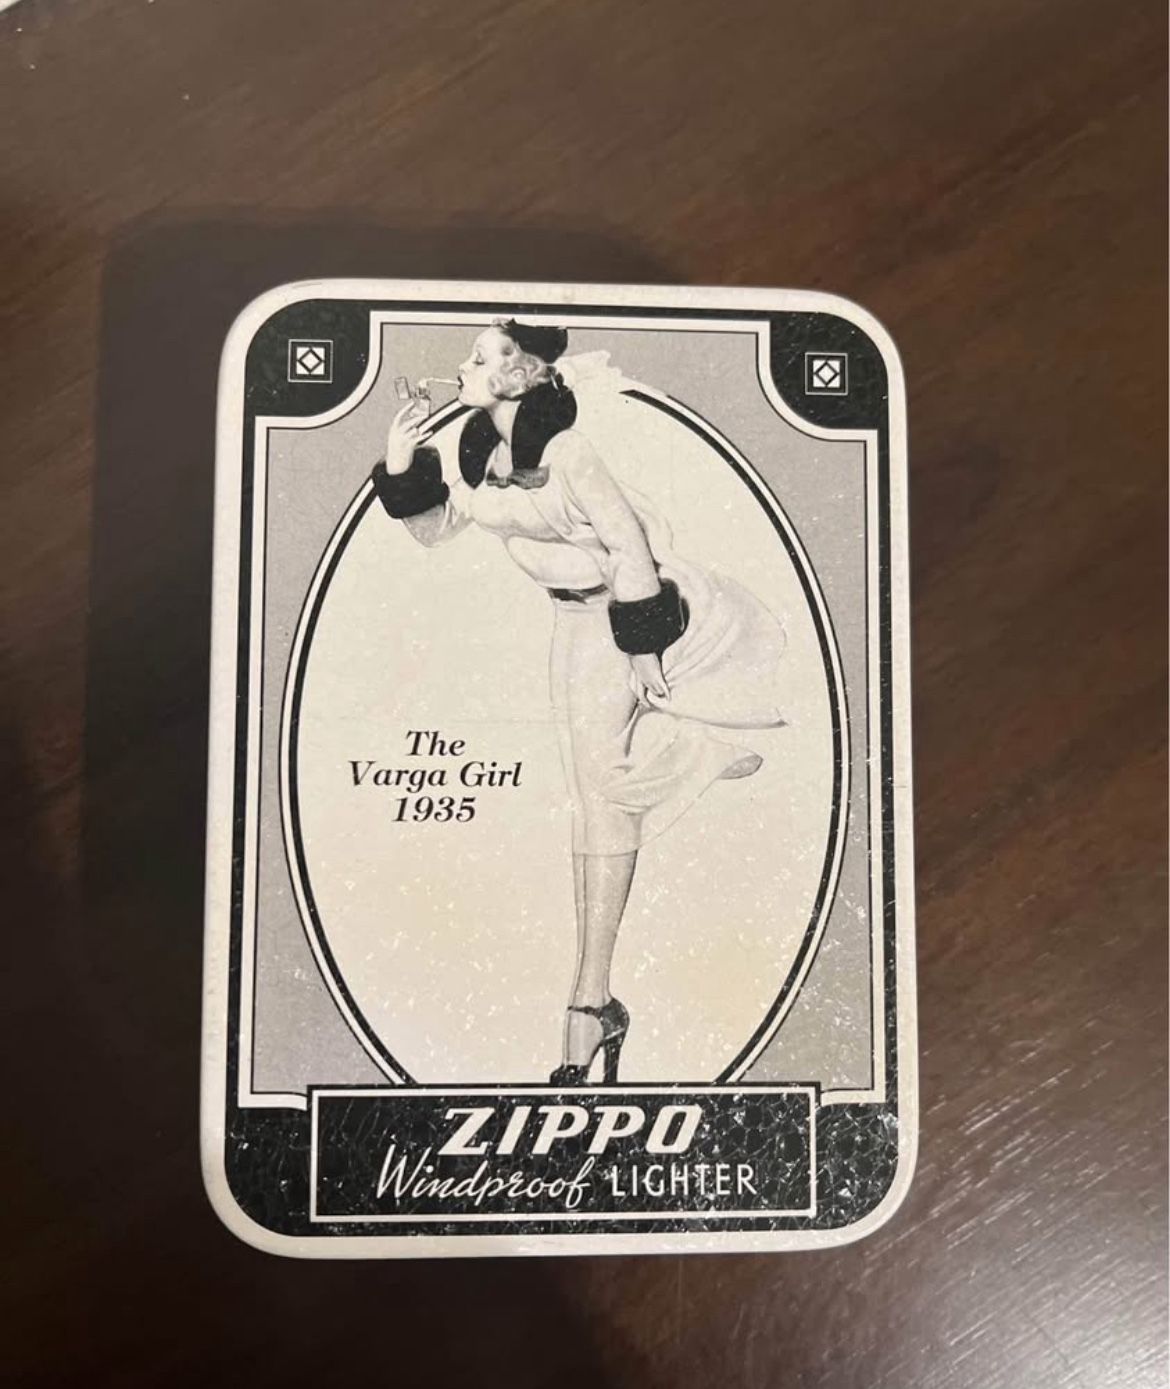 The
Varga Girl
1935
ZIPPO
Windproof LIGHTER